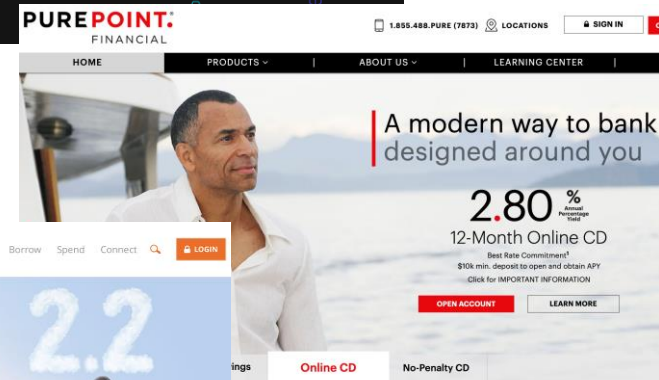 PUREPOINT:
FINANCIAL
1.855.488.PURE (7873) LOCATIONS SIGN IN
HOME PRODUCTS | ABOUT US | LEARNING CENTER |
A modern way to bank
designed around you
2.80 % Annual Percentage Yield
12-Month Online CD
Best Rate Commitment§
$10k min. deposit to open and obtain APY
Click for IMPORTANT INFORMATION
OPEN ACCOUNT LEARN MORE
Online CD No-Penalty CD
Borrow Spend Connect LOGIN
2.2